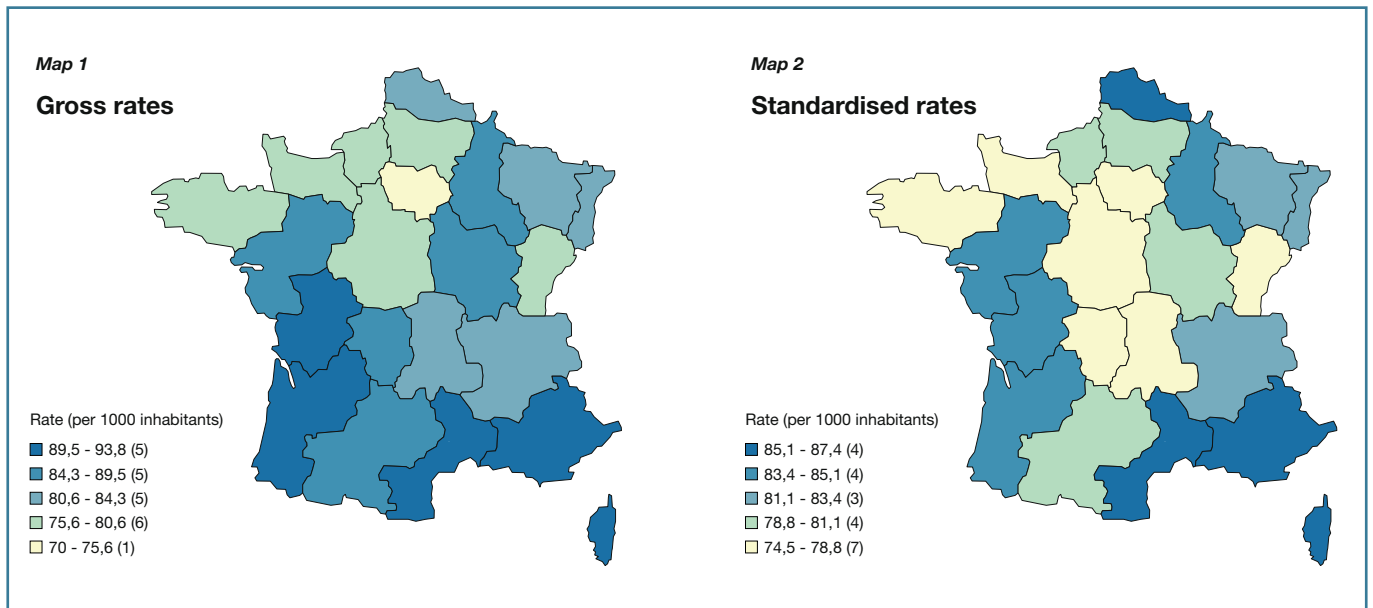 Map 1
Gross rates
Rate (per 1000 inhabitants)
89,5 - 93,8 (5)
84,3 - 89,5 (5)
80,6 - 84,3 (5)
75,6 - 80,6 (6)
70 - 75,6 (1)
Map 2
Standardised rates
Rate (per 1000 inhabitants)
85,1 - 87,4 (4)
83,4 - 85,1 (4)
81,1 - 83,4 (3)
78,8 - 81,1 (4)
74,5 - 78,8 (7)